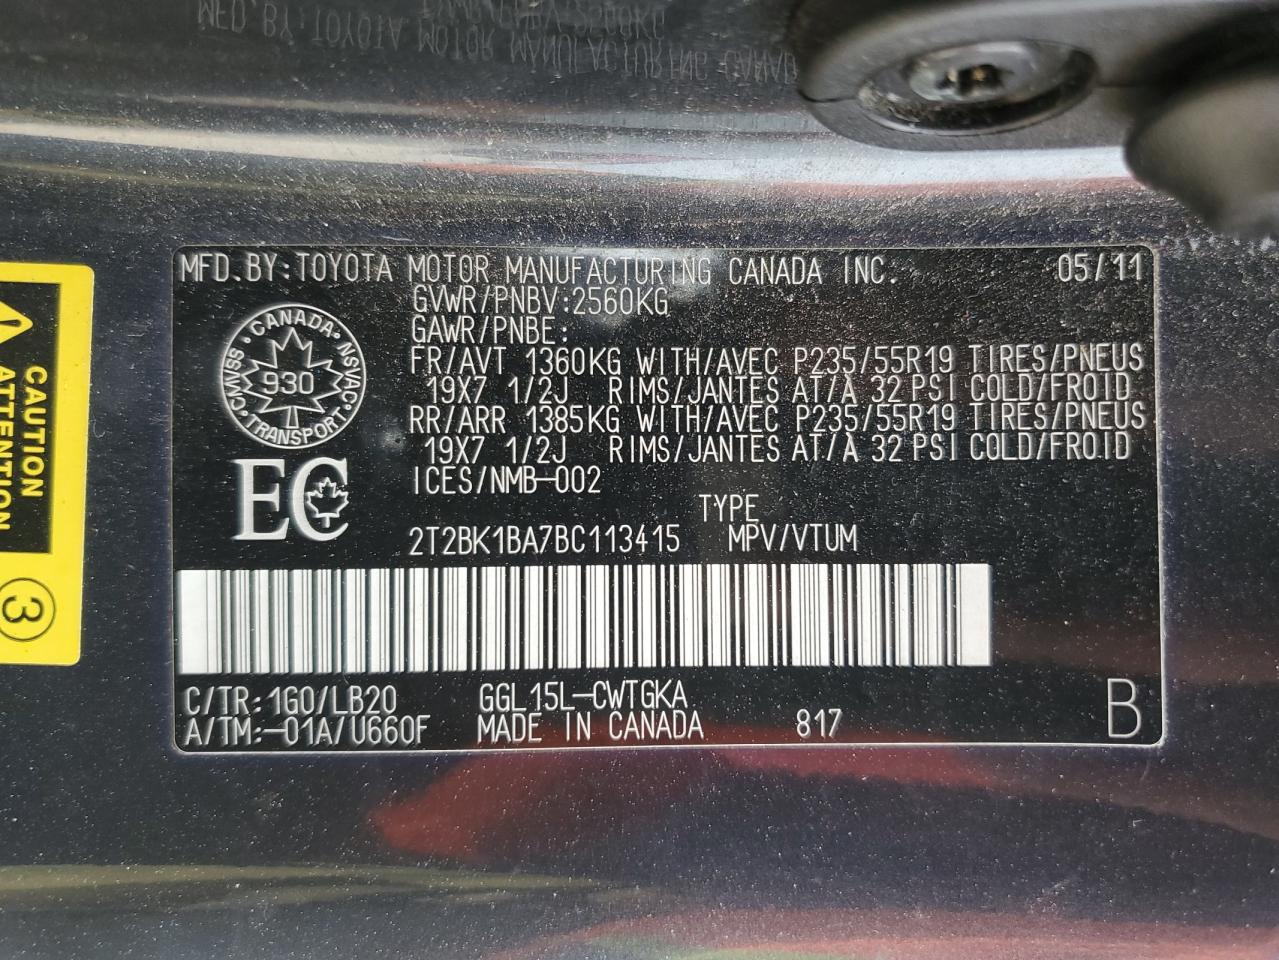 MFD.BY:TOYOTA MOTOR MANUFACTURING CANADA INC. 05/11
GVWR/PNBV:2560KG
GAWR/PNBE:
FR/AVT 1360KG WITH/AVEC P235/55R19 TIRES/PNEUS
19X7 1/2J RIMS/JANTES AT/À 32 PSI COLD/FROID
RR/ARR 1385KG WITH/AVEC P235/55R19 TIRES/PNEUS
19X7 1/2J RIMS/JANTES AT/À 32 PSI COLD/FROID
ICES/NMB-002
CANADA
CMVSS NSVAC
930
TRANSPORT
EC
TYPE
2T2BK1BA7BC113415 MPV/VTUM
C/TR:1G0/LB20 GGL15L-CWTGKA
A/TM:-01A/U660F MADE IN CANADA 817
B
CAUTION
ATTENTION
3